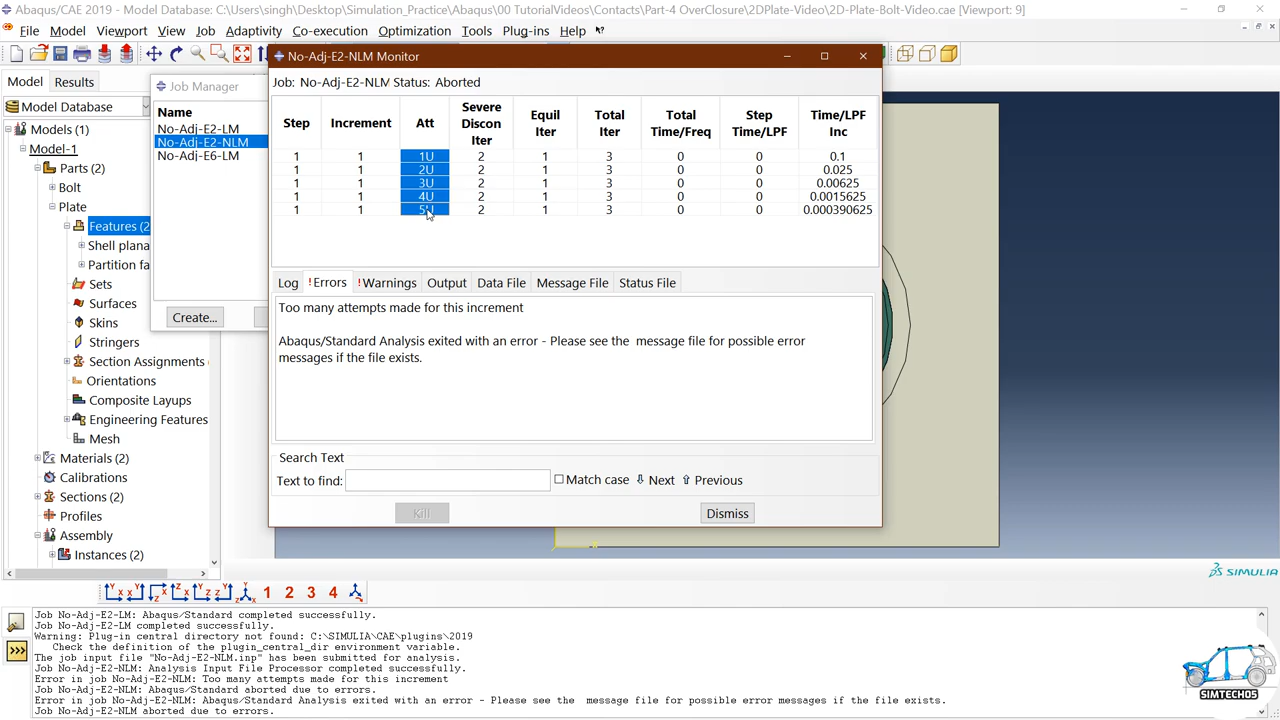 Abaqus/CAE 2019 - Model Database: C:\Users\singh\Desktop\Simulation_Practice\Abaqus\00 TutorialVideos\Contacts\Part-4 OverClosure\2DPlate-Video\2D-Plate-Bolt-Video.cae [Viewport: 9]
File Model Viewport View Job Adaptivity Co-execution Optimization Tools Plug-ins Help
Model Results
Model Database
Models (1)
Model-1
Parts (2)
Bolt
Plate
Features (2
Shell plana
Partition fa
Sets
Surfaces
Skins
Stringers
Section Assignments
Orientations
Composite Layups
Engineering Features
Mesh
Materials (2)
Calibrations
Sections (2)
Profiles
Assembly
Instances (2)
Job Manager
Name
No-Adj-E2-LM
No-Adj-E2-NLM
No-Adj-E6-LM
Create...
No-Adj-E2-NLM Monitor
Job: No-Adj-E2-NLM Status: Aborted
Step Increment Att Severe Discon Iter Equil Iter Total Iter Total Time/Freq Step Time/LPF Time/LPF Inc
1 1 1U 2 1 3 0 0 0.1
1 1 2U 2 1 3 0 0 0.025
1 1 3U 2 1 3 0 0 0.00625
1 1 4U 2 1 3 0 0 0.0015625
1 1 5U 2 1 3 0 0 0.000390625
Log !Errors !Warnings Output Data File Message File Status File
Too many attempts made for this increment
Abaqus/Standard Analysis exited with an error - Please see the message file for possible error
messages if the file exists.
Search Text
Text to find: Match case Next Previous
Kill Dismiss
SIMULIA
1 2 3 4
Job No-Adj-E2-LM: Abaqus/Standard completed successfully.
Job No-Adj-E2-LM completed successfully.
Warning: Plug-in central directory not found: C:\SIMULIA\CAE\plugins\2019
Check the definition of the plugin_central_dir environment variable.
The job input file "No-Adj-E2-NLM.inp" has been submitted for analysis.
Job No-Adj-E2-NLM: Analysis Input File Processor completed successfully.
Error in job No-Adj-E2-NLM: Too many attempts made for this increment
Job No-Adj-E2-NLM: Abaqus/Standard aborted due to errors.
Error in job No-Adj-E2-NLM: Abaqus/Standard Analysis exited with an error - Please see the message file for possible error messages if the file exists.
Job No-Adj-E2-NLM aborted due to errors.
SIMTECH05